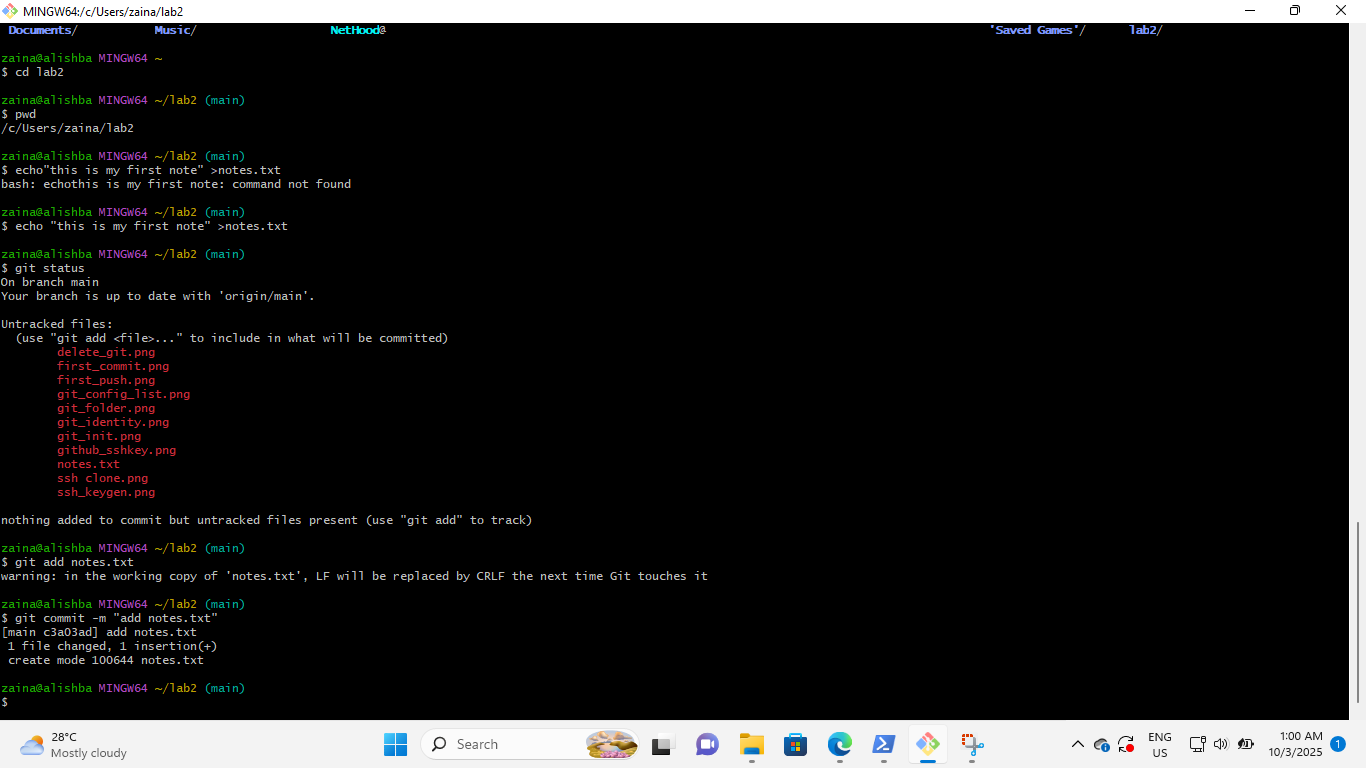 MINGW64:/c/Users/zaina/lab2
Documents/ Music/ NetHood@ 'Saved Games'/ lab2/
zaina@alishba MINGW64 ~
$ cd lab2
zaina@alishba MINGW64 ~/lab2 (main)
$ pwd
/c/Users/zaina/lab2
zaina@alishba MINGW64 ~/lab2 (main)
$ echo"this is my first note" >notes.txt
bash: echothis is my first note: command not found
zaina@alishba MINGW64 ~/lab2 (main)
$ echo "this is my first note" >notes.txt
zaina@alishba MINGW64 ~/lab2 (main)
$ git status
On branch main
Your branch is up to date with 'origin/main'.
Untracked files:
(use "git add <file>..." to include in what will be committed)
delete_git.png
first_commit.png
first_push.png
git_config_list.png
git_folder.png
git_identity.png
git_init.png
github_sshkey.png
notes.txt
ssh clone.png
ssh_keygen.png
nothing added to commit but untracked files present (use "git add" to track)
zaina@alishba MINGW64 ~/lab2 (main)
$ git add notes.txt
warning: in the working copy of 'notes.txt', LF will be replaced by CRLF the next time Git touches it
zaina@alishba MINGW64 ~/lab2 (main)
$ git commit -m "add notes.txt"
[main c3a03ad] add notes.txt
1 file changed, 1 insertion(+)
create mode 100644 notes.txt
zaina@alishba MINGW64 ~/lab2 (main)
$
28°C
Mostly cloudy
Search
ENG
US
1:00 AM
10/3/2025
1